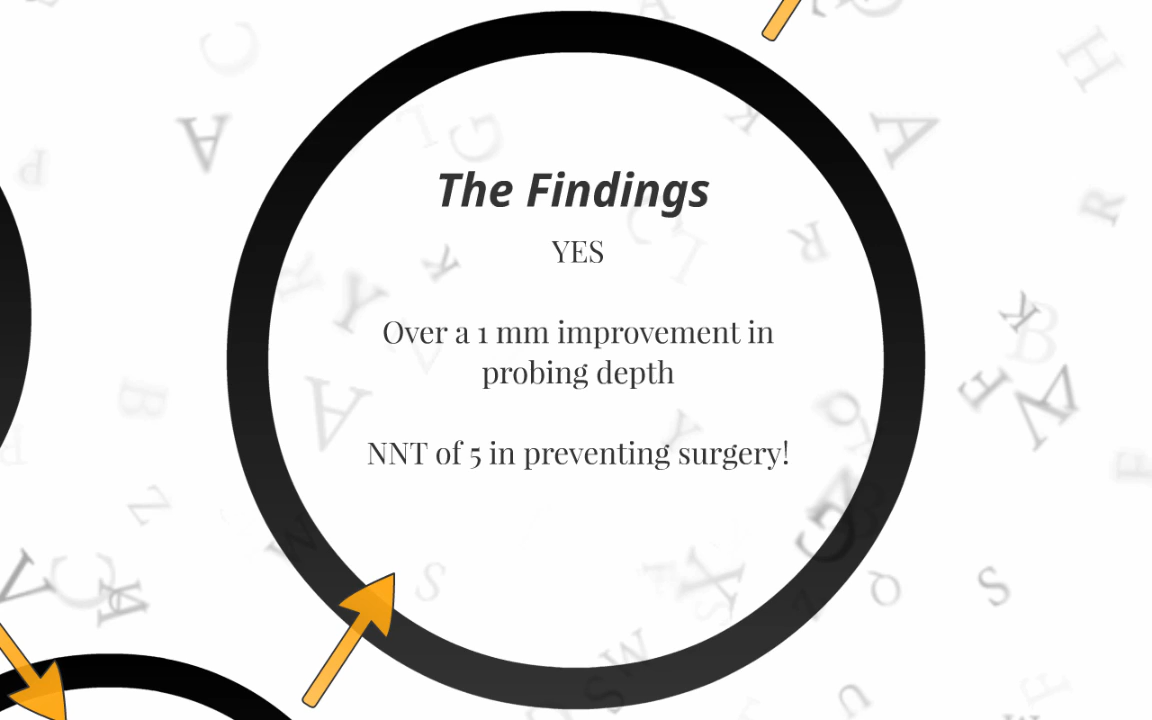 The Findings
YES
Over a 1 mm improvement in
probing depth
NNT of 5 in preventing surgery!